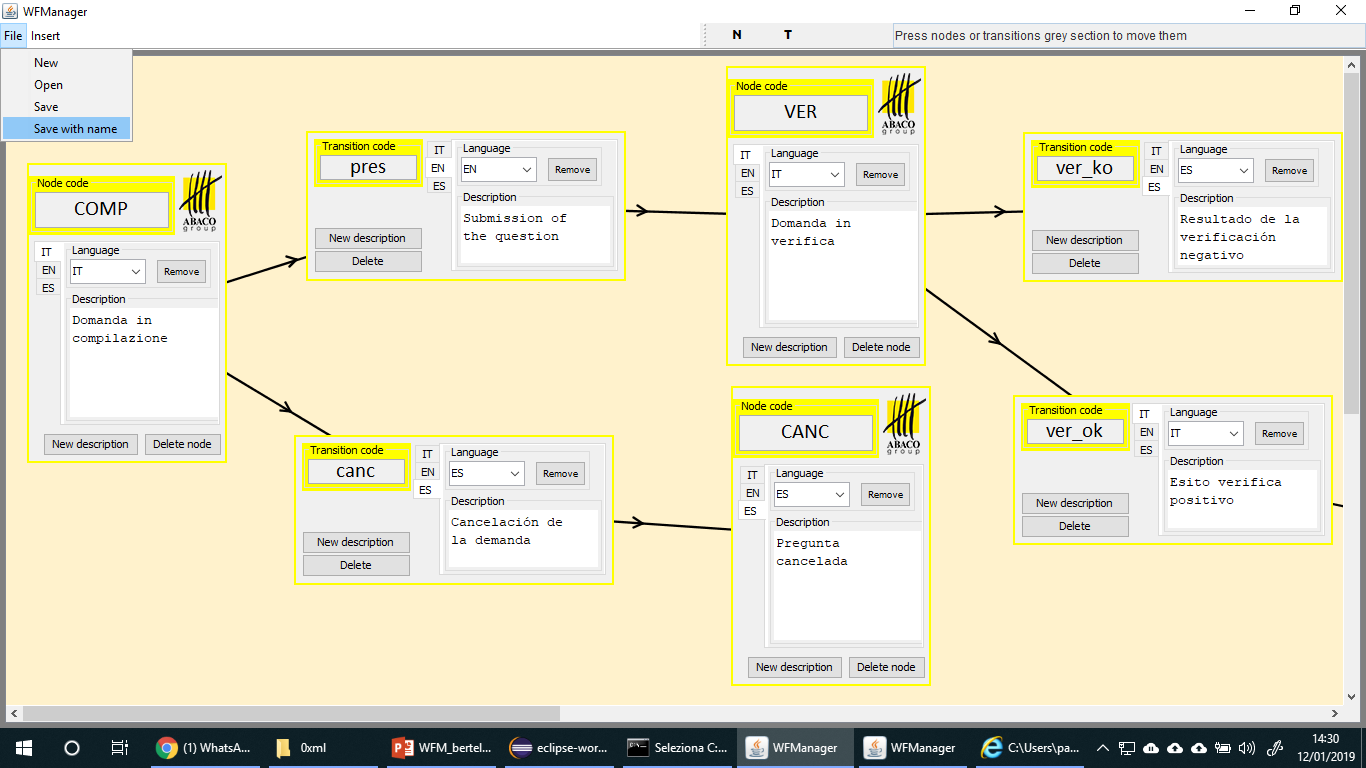 WFManager
File Insert
N T
Press nodes or transitions grey section to move them
New
Open
Save
Save with name
Node code
COMP
ABACO
group
IT
EN
ES
Language
IT
Remove
Description
Domanda in
compilazione
New description
Delete node
Transition code
pres
New description
Delete
IT
EN
ES
Language
EN
Remove
Description
Submission of
the question
Transition code
canc
New description
Delete
IT
EN
ES
Language
ES
Remove
Description
Cancelación de
la demanda
Node code
VER
ABACO
group
IT
EN
ES
Language
IT
Remove
Description
Domanda in
verifica
New description
Delete node
Node code
CANC
ABACO
group
IT
EN
ES
Language
ES
Remove
Description
Pregunta
cancelada
New description
Delete node
Transition code
ver_ko
New description
Delete
IT
EN
ES
Language
ES
Remove
Description
Resultado de la
verificación
negativo
Transition code
ver_ok
New description
Delete
IT
EN
ES
Language
IT
Remove
Description
Esito verifica
positivo
(1) WhatsA...
0xml
WFM_bertel...
eclipse-wor...
Seleziona C:...
WFManager
WFManager
C:\Users\pa...
14:30
12/01/2019